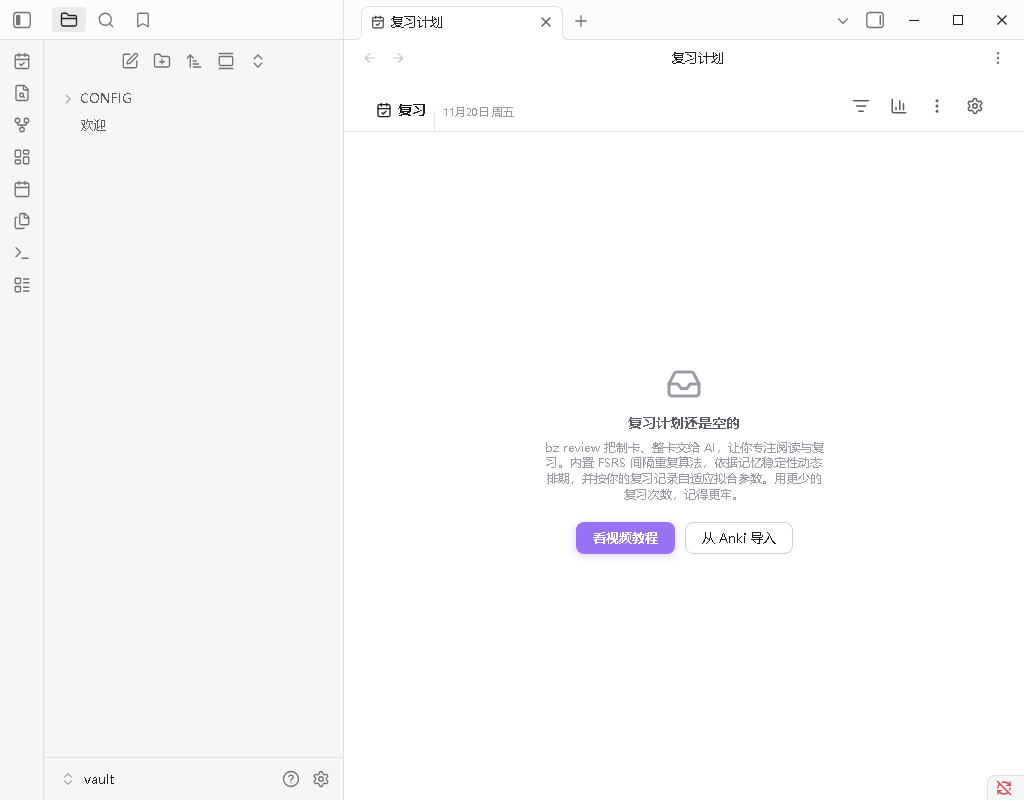 复习计划
复习计划
CONFIG
欢迎
复习
11月20日 周五
复习计划还是空的
bz review 把制卡、整卡交给 AI，让你专注阅读与复
习。内置 FSRS 间隔重复算法，依据记忆稳定性动态
排期，并按你的复习记录自适应拟合参数。用更少的
复习次数，记得更牢。
看视频教程
从 Anki 导入
vault